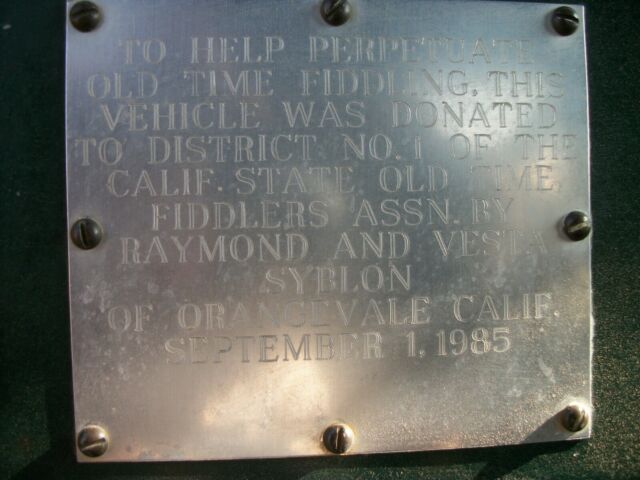 TO HELP PERPETUATE
OLD TIME FIDDLING, THIS
VEHICLE WAS DONATED
TO DISTRICT NO. 1 OF THE
CALIF. STATE OLD TIME
FIDDLERS ASSN. BY
RAYMOND AND VESTA
SYBLON
OF ORANGEVALE CALIF.
SEPTEMBER 1, 1985